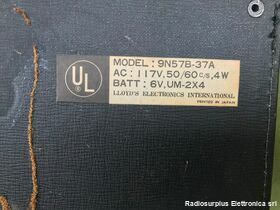 UL
MODEL: 9N57B-37A
AC: 117V.50/60c/s,4W
BATT: 6V,UM-2X4
LLOYD'S ELECTRONICS INTERNATIONAL
PRINTED IN JAPAN
Radiosurplus Elettronica srl